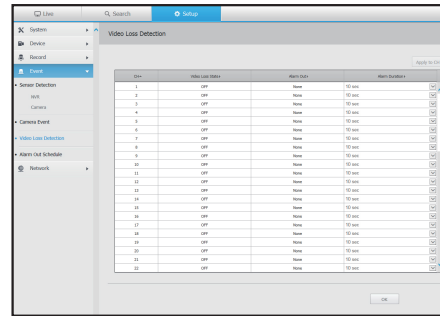 Live
Search
Setup
System
Device
Record
Event
Sensor Detection
NVR
Camera
Camera Event
Video Loss Detection
Alarm Out Schedule
Network
Video Loss Detection
Apply to Ch
CH Video Loss State Alarm Out Alarm Duration
1 OFF None 10 sec
2 OFF None 10 sec
3 OFF None 10 sec
4 OFF None 10 sec
5 OFF None 10 sec
6 OFF None 10 sec
7 OFF None 10 sec
8 OFF None 10 sec
9 OFF None 10 sec
10 OFF None 10 sec
11 OFF None 10 sec
12 OFF None 10 sec
13 OFF None 10 sec
14 OFF None 10 sec
15 OFF None 10 sec
16 OFF None 10 sec
17 OFF None 10 sec
18 OFF None 10 sec
19 OFF None 10 sec
20 OFF None 10 sec
21 OFF None 10 sec
22 OFF None 10 sec
OK